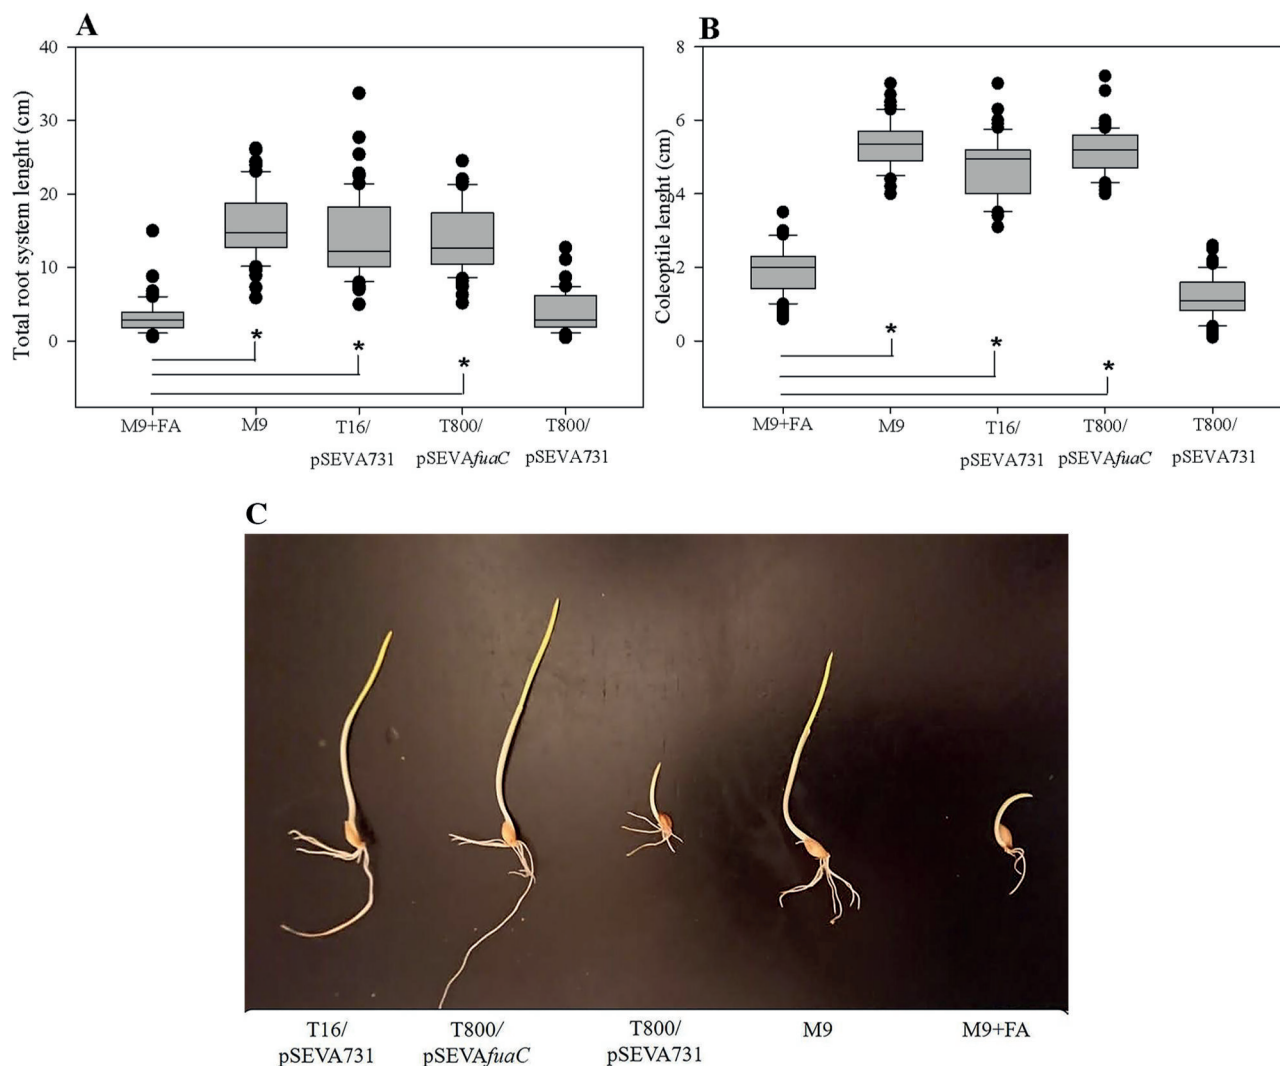 A
Total root system lenght (cm)
40
30
20
10
0
*
*
*
M9+FA
M9
T16/
pSEVA731
T800/
pSEVAfuaC
T800/
pSEVA731
B
Coleoptile lenght (cm)
8
6
4
2
0
*
*
*
M9+FA
M9
T16/
pSEVA731
T800/
pSEVAfuaC
T800/
pSEVA731
C
T16/
pSEVA731
T800/
pSEVAfuaC
T800/
pSEVA731
M9
M9+FA